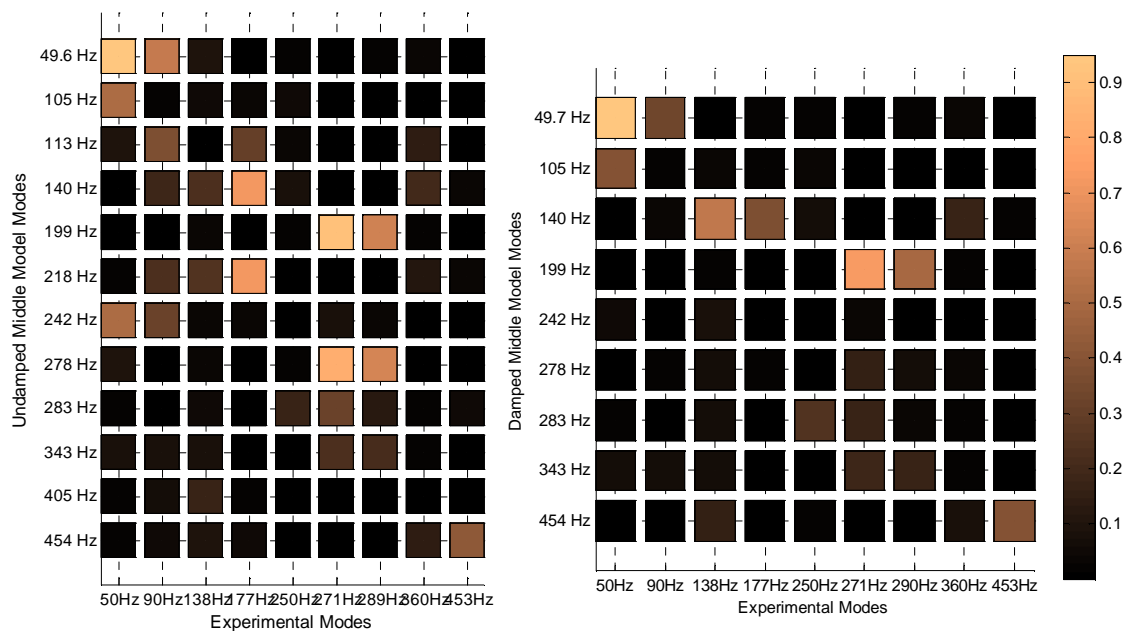 49.6 Hz
105 Hz
113 Hz
140 Hz
199 Hz
218 Hz
242 Hz
278 Hz
283 Hz
343 Hz
405 Hz
454 Hz
Undamped Middle Model Modes
50Hz 90Hz 138Hz 177Hz 250Hz 271Hz 289Hz 360Hz 453Hz
Experimental Modes
49.7 Hz
105 Hz
140 Hz
199 Hz
242 Hz
278 Hz
283 Hz
343 Hz
454 Hz
Damped Middle Model Modes
50Hz 90Hz 138Hz 177Hz 250Hz 271Hz 290Hz 360Hz 453Hz
Experimental Modes
0.9
0.8
0.7
0.6
0.5
0.4
0.3
0.2
0.1